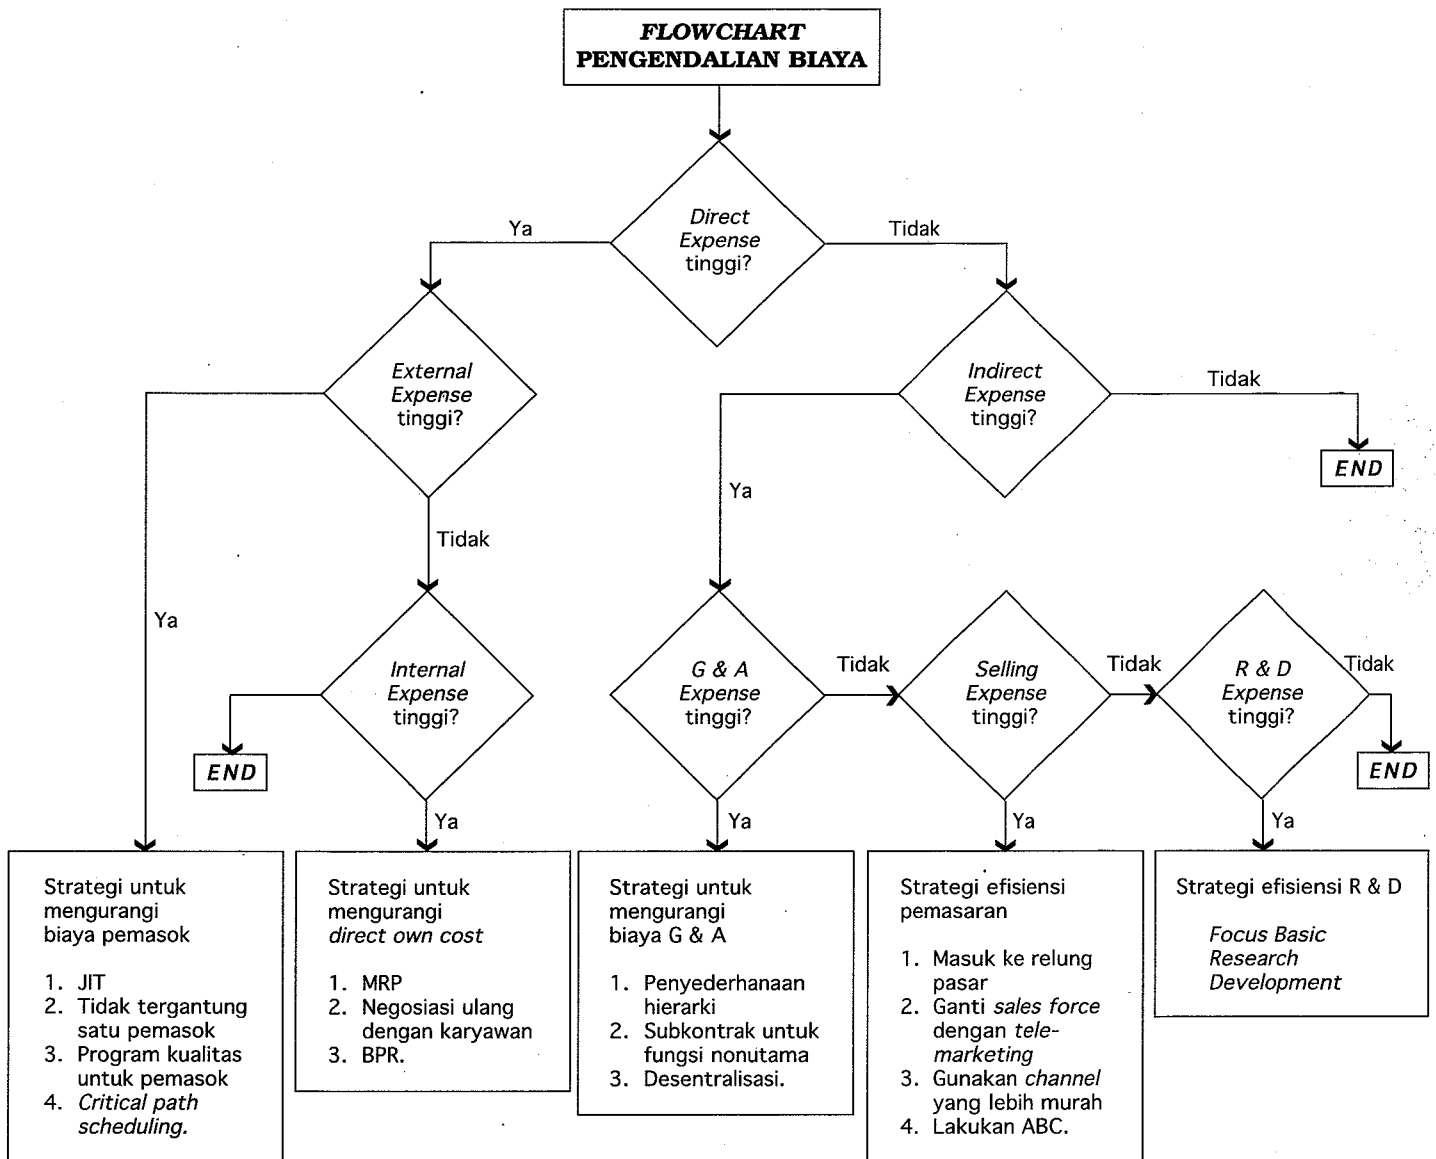 FLOWCHART
PENGENDALIAN BIAYA
Direct
Expense
tinggi?
Ya
Tidak
External
Expense
tinggi?
Indirect
Expense
tinggi?
Tidak
END
Ya
Tidak
Ya
Internal
Expense
tinggi?
G & A
Expense
tinggi?
Tidak
Selling
Expense
tinggi?
Tidak
R & D
Expense
tinggi?
Tidak
END
END
Ya
Ya
Ya
Ya
Strategi untuk
mengurangi
biaya pemasok
1. JIT
2. Tidak tergantung
satu pemasok
3. Program kualitas
untuk pemasok
4. Critical path
scheduling.
Strategi untuk
mengurangi
direct own cost
1. MRP
2. Negosiasi ulang
dengan karyawan
3. BPR.
Strategi untuk
mengurangi
biaya G & A
1. Penyederhanaan
hierarki
2. Subkontrak untuk
fungsi nonutama
3. Desentralisasi.
Strategi efisiensi
pemasaran
1. Masuk ke relung
pasar
2. Ganti sales force
dengan tele-
marketing
3. Gunakan channel
yang lebih murah
4. Lakukan ABC.
Strategi efisiensi R & D
Focus Basic
Research
Development